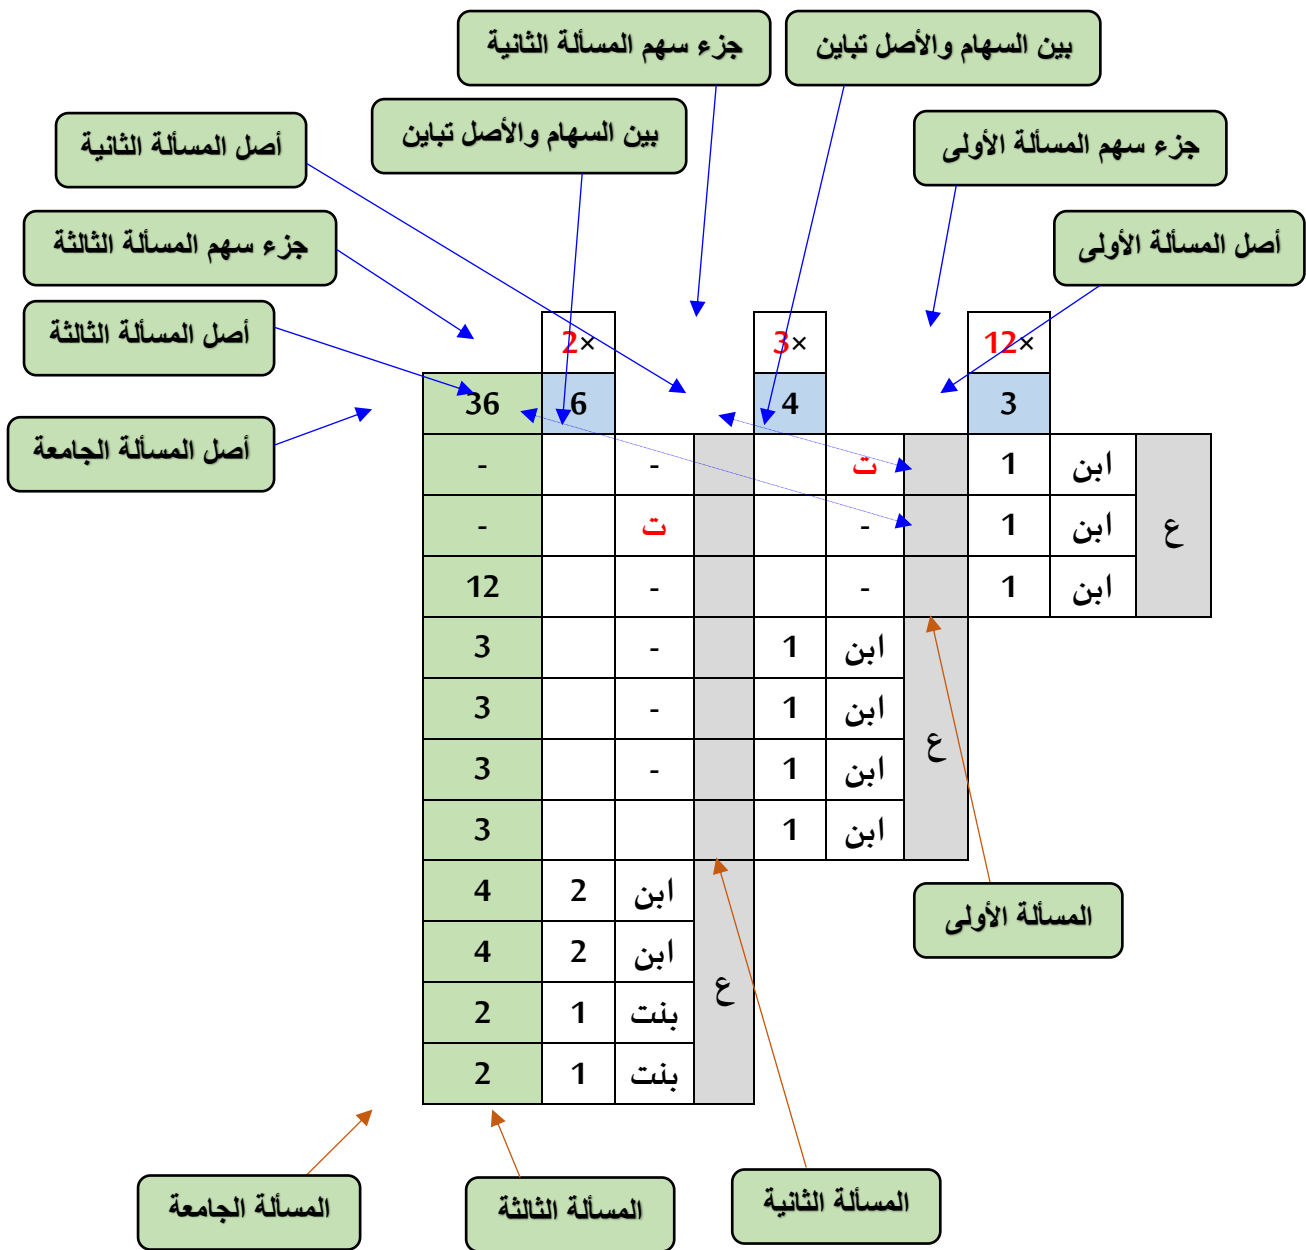 بين السهام والأصل تباين
جزء سهم المسألة الثانية
جزء سهم المسألة الأولى
بين السهام والأصل تباين
أصل المسألة الثانية
أصل المسألة الأولى
جزء سهم المسألة الثالثة
أصل المسألة الثالثة
أصل المسألة الجامعة
12× 3× 2×
3 4 6 36
ع ابن 1 ت - -
ابن 1 - ت -
ابن 1 - - 12
ع ابن 1 - 3
ابن 1 - 3
ابن 1 - 3
ابن 1 3
ع ابن 2 4
ابن 2 4
بنت 1 2
بنت 1 2
المسألة الأولى
المسألة الثانية
المسألة الثالثة
المسألة الجامعة